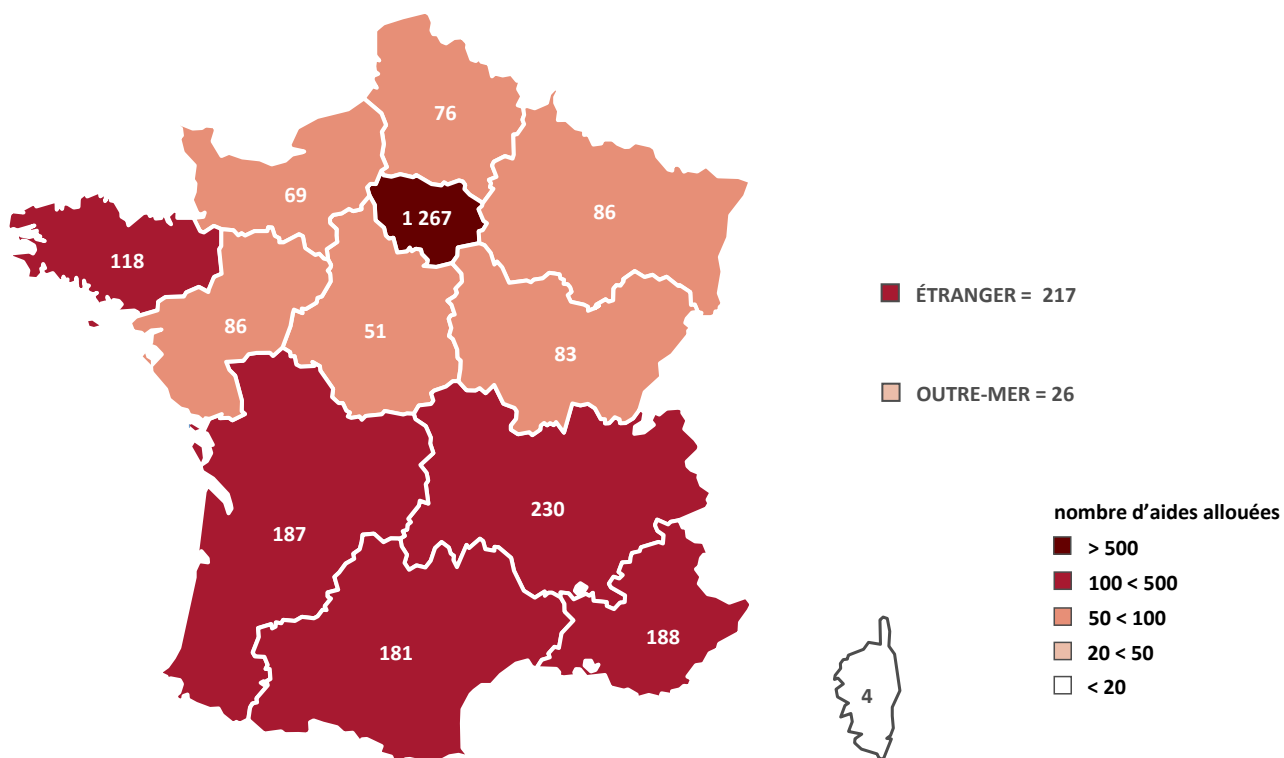 76
69
1 267
86
118
86
51
83
187
230
181
188
4
ÉTRANGER = 217
OUTRE-MER = 26
nombre d'aides allouées
> 500
100 < 500
50 < 100
20 < 50
< 20